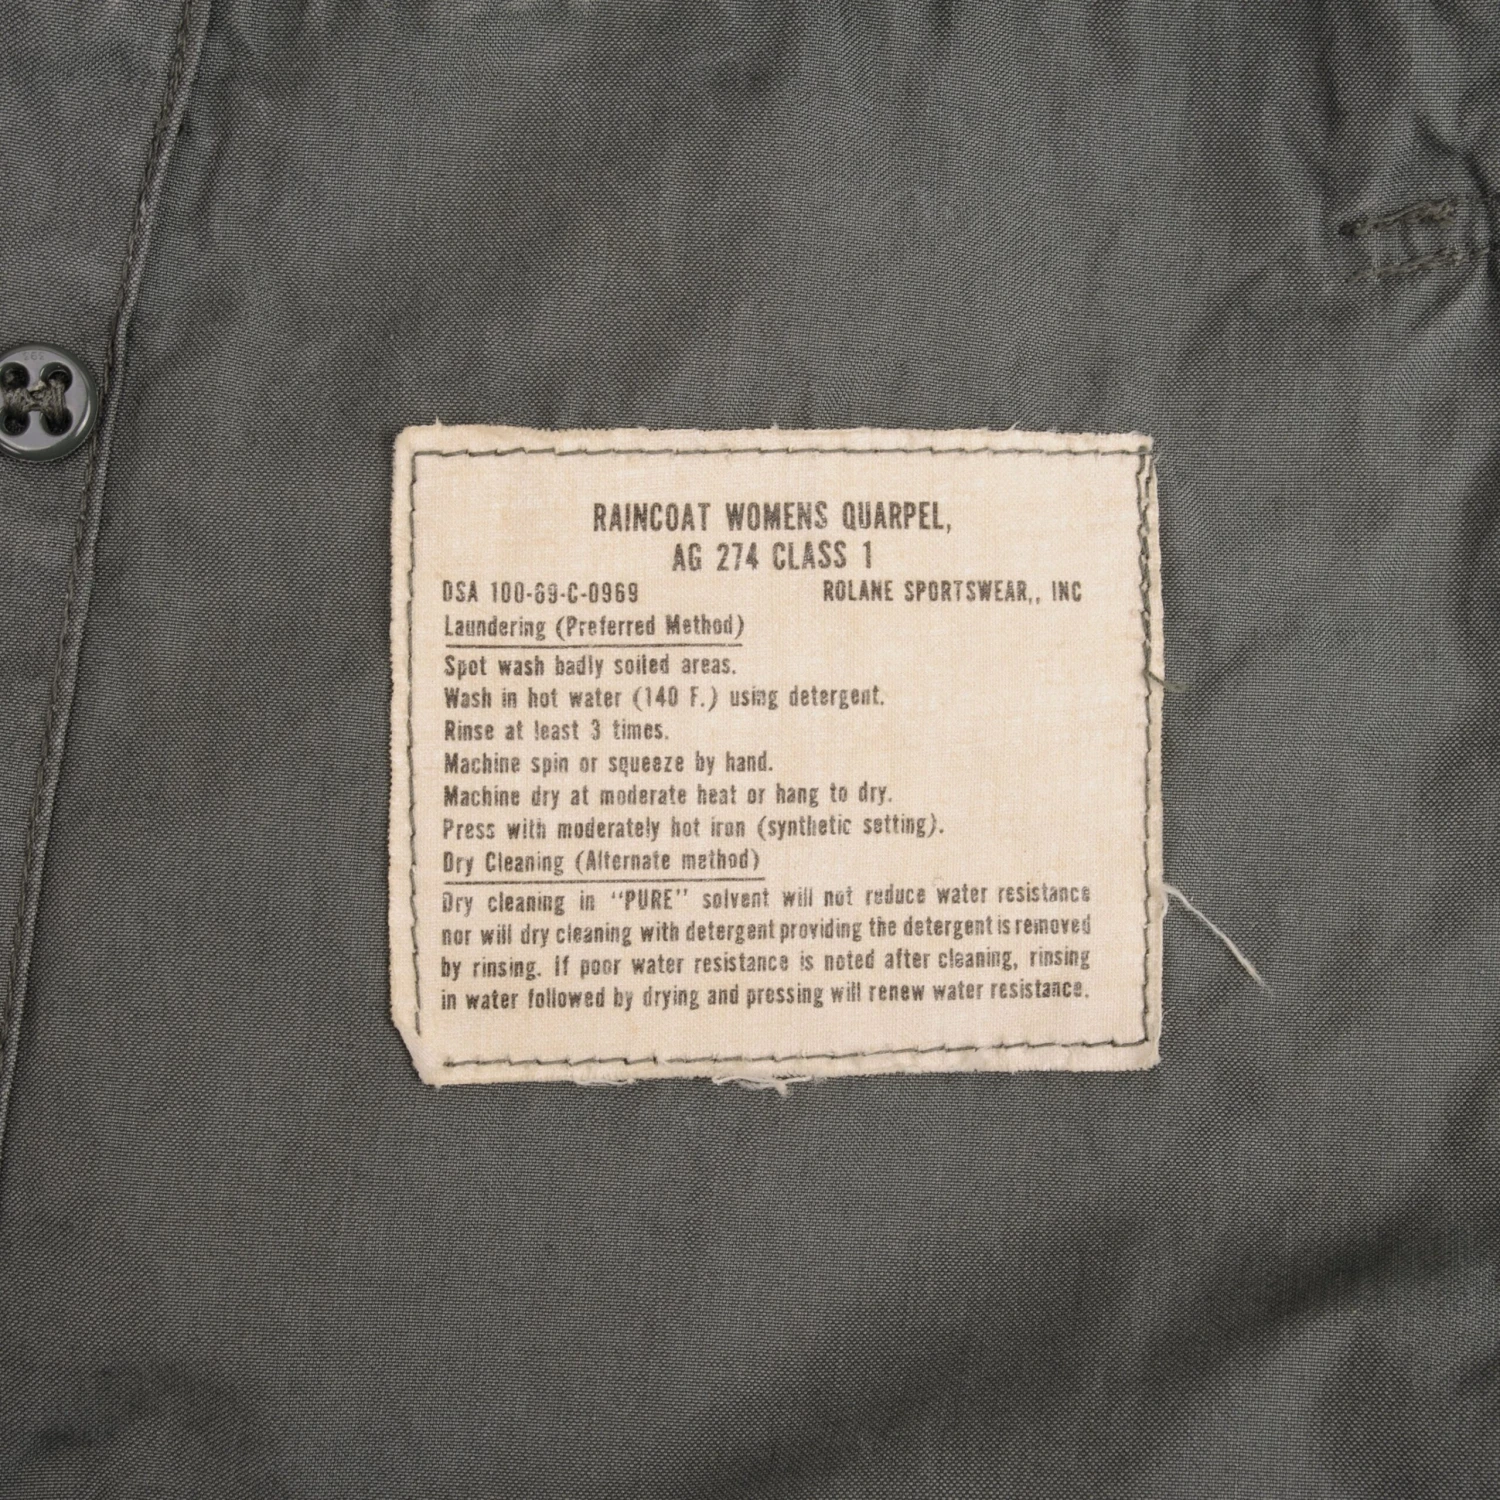 RAINCOAT WOMENS QUARPEL,
AG 274 CLASS 1
DSA 100-69-C-0969 ROLANE SPORTSWEAR,, INC
Laundering (Preferred Method)
Spot wash badly soiled areas.
Wash in hot water (140 F.) using detergent.
Rinse at least 3 times.
Machine spin or squeeze by hand.
Machine dry at moderate heat or hang to dry.
Press with moderately hot iron (synthetic setting).
Dry Cleaning (Alternate method)
Dry cleaning in “PURE” solvent will not reduce water resistance
nor will dry cleaning with detergent providing the detergent is removed
by rinsing. If poor water resistance is noted after cleaning, rinsing
in water followed by drying and pressing will renew water resistance.